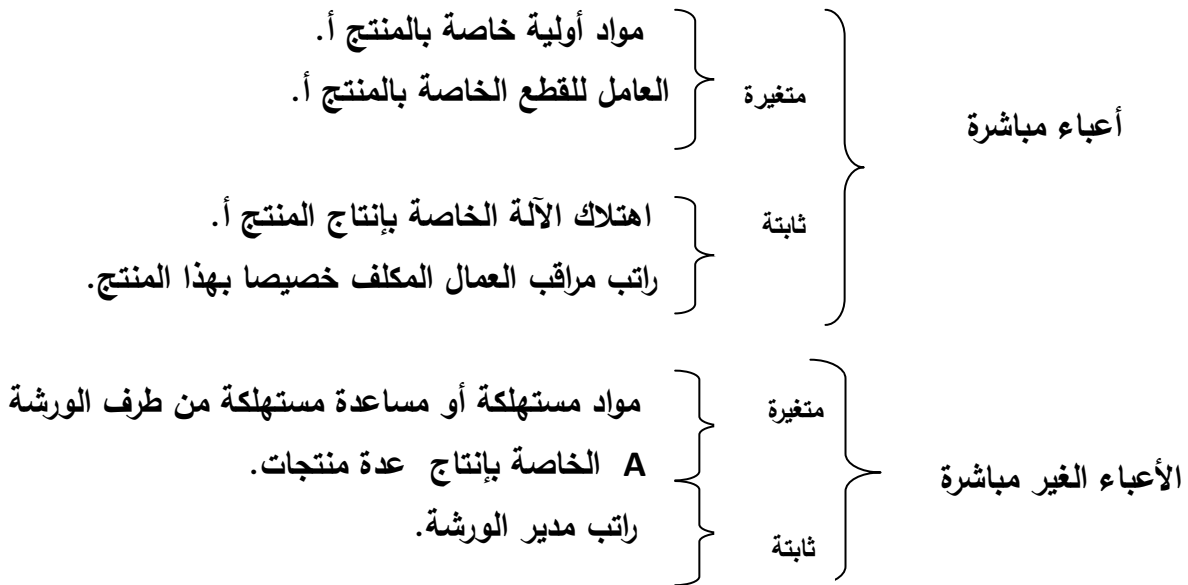 أعباء مباشرة
متغيرة
مواد أولية خاصة بالمنتج أ.
العامل للقطع الخاصة بالمنتج أ.
ثابتة
اهتلاك الآلة الخاصة بإنتاج المنتج أ.
راتب مراقب العمال المكلف خصيصا بهذا المنتج.
الأعباء الغير مباشرة
متغيرة
مواد مستهلكة أو مساعدة مستهلكة من طرف الورشة
A الخاصة بإنتاج عدة منتجات.
ثابتة
راتب مدير الورشة.